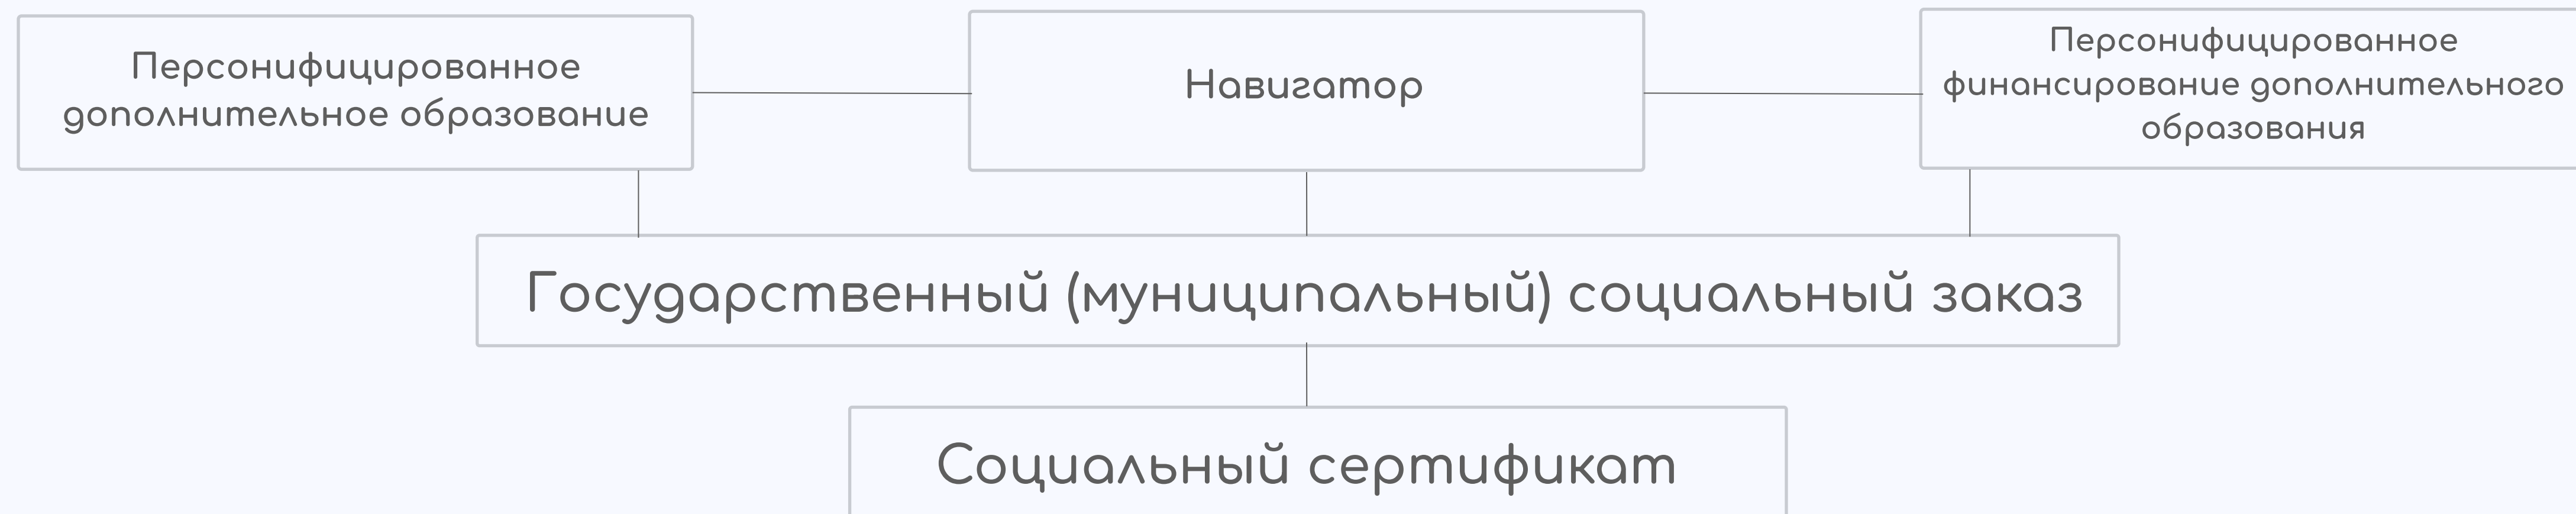 Персонифицированное
дополнительное образование
Навигатор
Персонифицированное
финансирование дополнительного
образования
Государственный (муниципальный) социальный заказ
Социальный сертификат